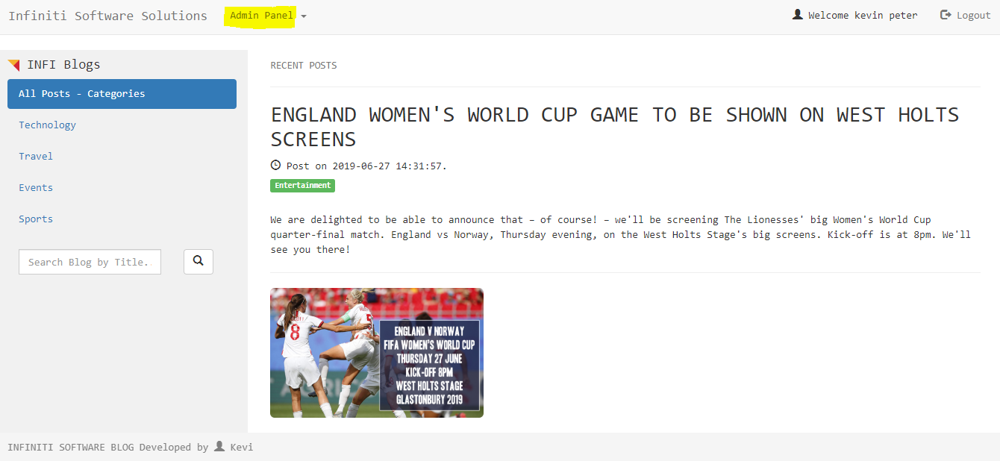 Infiniti Software Solutions
Admin Panel
Welcome kevin peter
Logout
INFI Blogs
All Posts - Categories
Technology
Travel
Events
Sports
Search Blog by Title.
RECENT POSTS
ENGLAND WOMEN'S WORLD CUP GAME TO BE SHOWN ON WEST HOLTS
SCREENS
Post on 2019-06-27 14:31:57.
Entertainment
We are delighted to be able to announce that – of course! – we'll be screening The Lionesses' big Women's World Cup
quarter-final match. England vs Norway, Thursday evening, on the West Holts Stage's big screens. Kick-off is at 8pm. We'll
see you there!
8
5
ENGLAND V NORWAY
FIFA WOMEN'S WORLD CUP
THURSDAY 27 JUNE
KICK-OFF 8PM
WEST HOLTS STAGE
GLASTONBURY 2019
INFINITI SOFTWARE BLOG Developed by Kevi